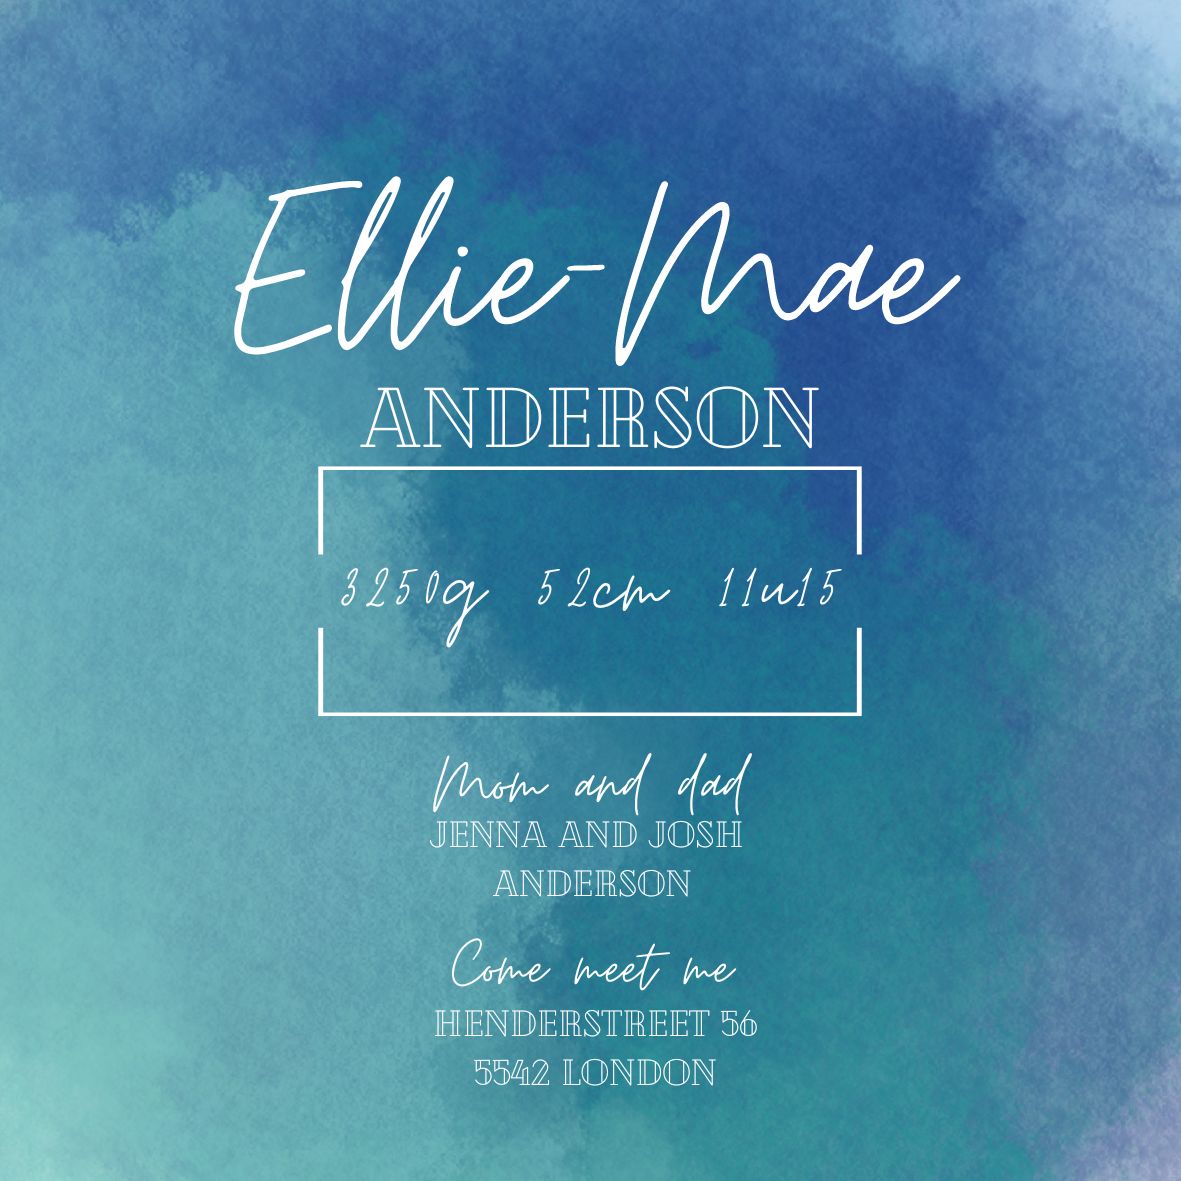 Ellie-Mae
ANDERSON
3250g 52cm 11u15
Mom and dad
JENNA AND JOSH
ANDERSON
Come meet me
HENDERSTREET 56
5542 LONDON